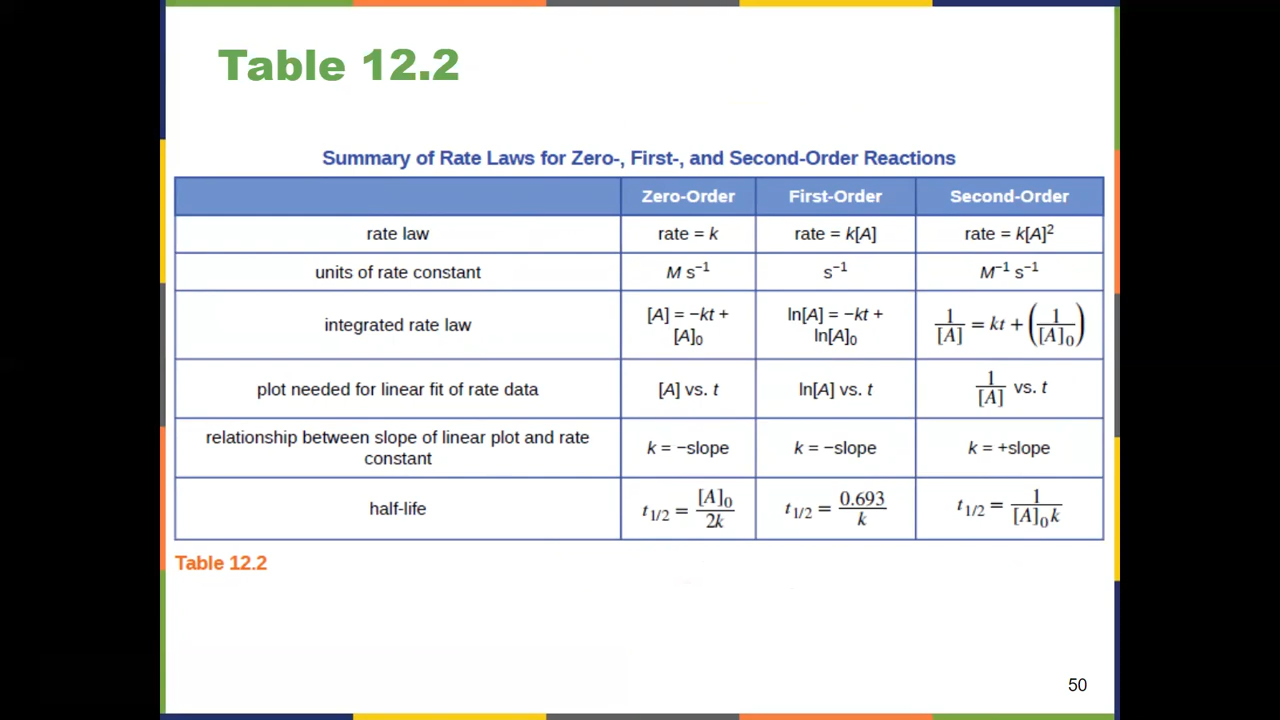 Table 12.2
Summary of Rate Laws for Zero-, First-, and Second-Order Reactions
Zero-Order First-Order Second-Order
rate law rate = k rate = k[A] rate = k[A]²
units of rate constant M s⁻¹ s⁻¹ M⁻¹ s⁻¹
integrated rate law [A] = −kt + [A]₀ ln[A] = −kt + ln[A]₀ 1/[A] = kt + (1/[A]₀)
plot needed for linear fit of rate data [A] vs. t ln[A] vs. t 1/[A] vs. t
relationship between slope of linear plot and rate
constant k = −slope k = −slope k = +slope
half-life t₁/₂ = [A]₀/2k t₁/₂ = 0.693/k t₁/₂ = 1/[A]₀k
Table 12.2
50